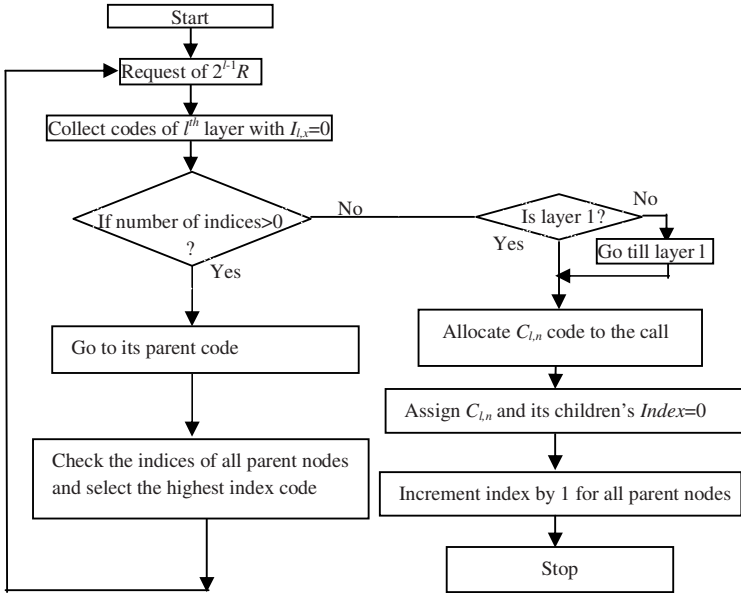 Start
Request of 2^{l-1}R
Collect codes of l^{th} layer with I_{l,x}=0
If number of indices>0
?
No
Yes
Go to its parent code
Check the indices of all parent nodes
and select the highest index code
Is layer 1?
No
Yes
Go till layer l
Allocate C_{l,n} code to the call
Assign C_{l,n} and its children's Index=0
Increment index by 1 for all parent nodes
Stop